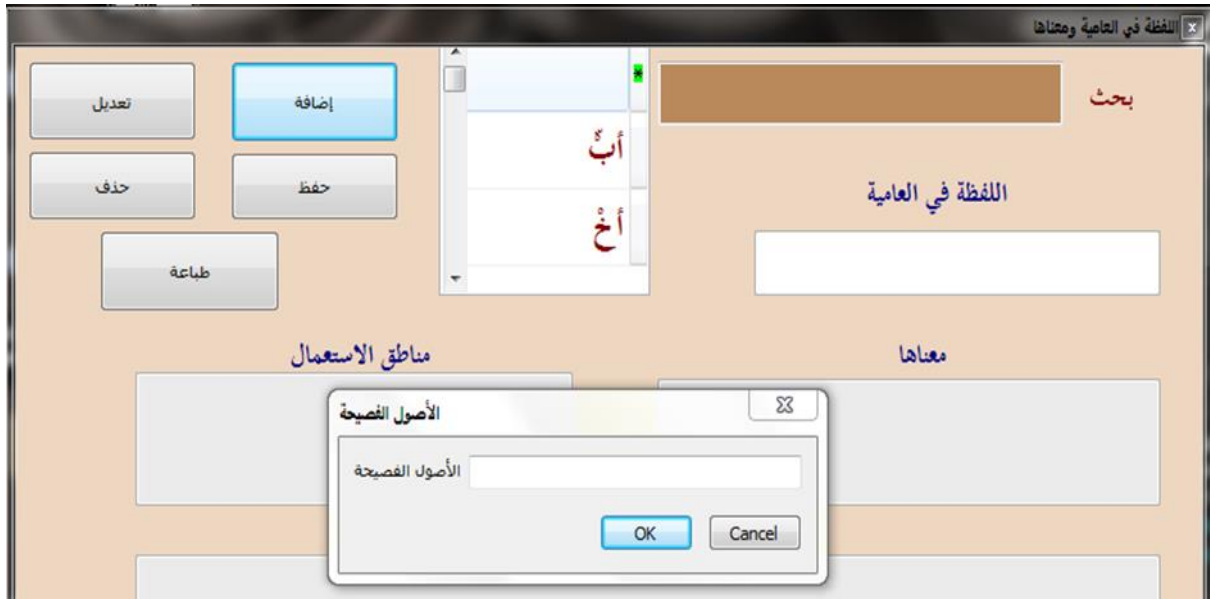 اللفظة في العامية ومعناها
بحث
إضافة
تعديل
*
أبٌّ
أخْ
اللفظة في العامية
حفظ
حذف
طباعة
معناها
مناطق الاستعمال
الأصول الفصيحة
الأصول الفصيحة
OK
Cancel